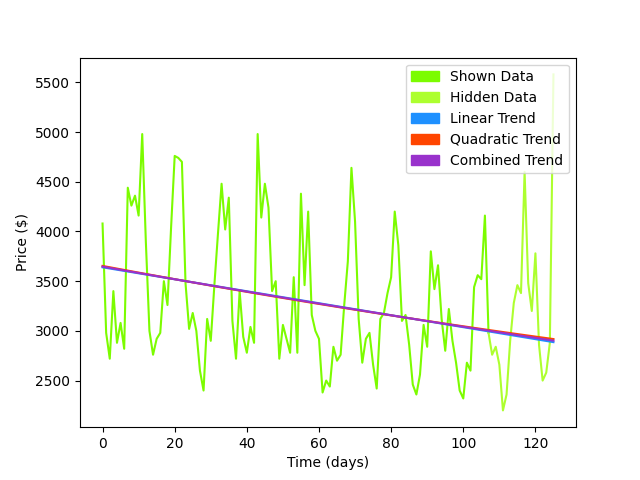 Shown Data
Hidden Data
Linear Trend
Quadratic Trend
Combined Trend
5500
5000
4500
4000
3500
3000
2500
Price ($)
0 20 40 60 80 100 120
Time (days)